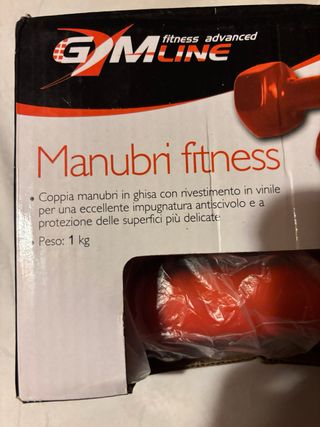 fitness advanced
GYMLINE
Manubri fitness
• Coppia manubri in ghisa con rivestimento in vinile
per una eccellente impugnatura antiscivolo e a
protezione delle superfici più delicate
• Peso: 1 kg